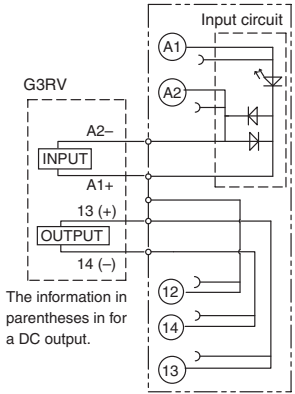 Input circuit
A1
G3RV
A2
A2–
INPUT
A1+
13 (+)
OUTPUT
14 (–)
12
The information in
parentheses in for
a DC output.
14
13